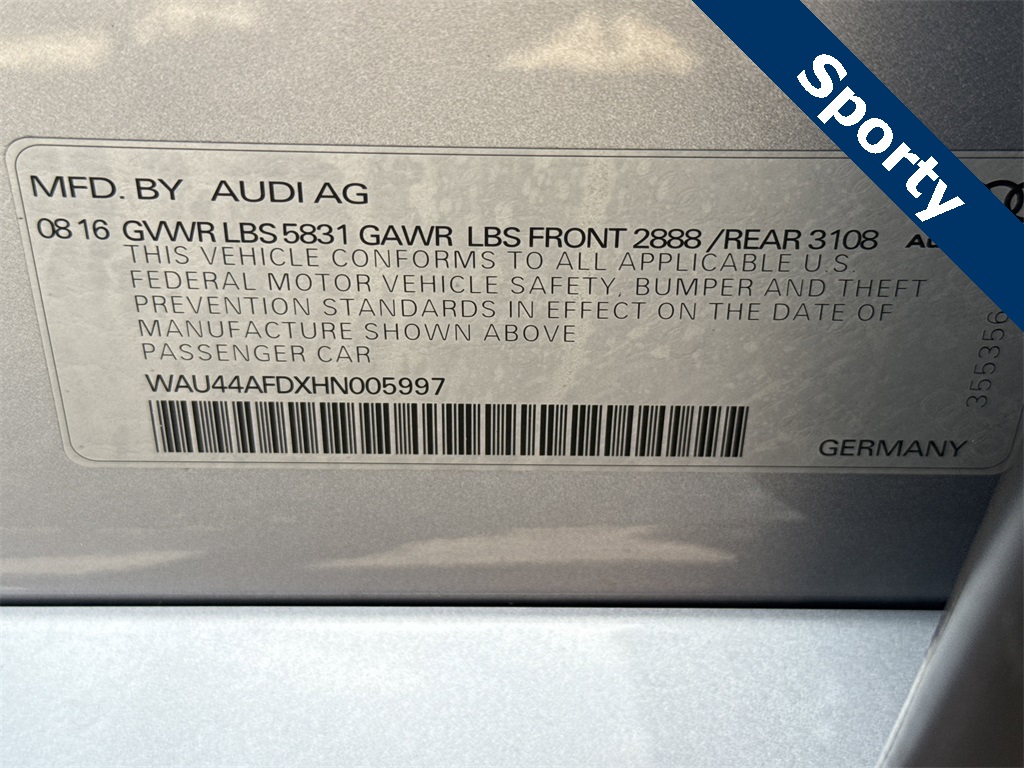 Sporty
MFD. BY AUDI AG
08 16 GVWR LBS 5831 GAWR LBS FRONT 2888 /REAR 3108
THIS VEHICLE CONFORMS TO ALL APPLICABLE U.S.
FEDERAL MOTOR VEHICLE SAFETY, BUMPER AND THEFT
PREVENTION STANDARDS IN EFFECT ON THE DATE OF
MANUFACTURE SHOWN ABOVE
PASSENGER CAR
WAU44AFDXHN005997
GERMANY